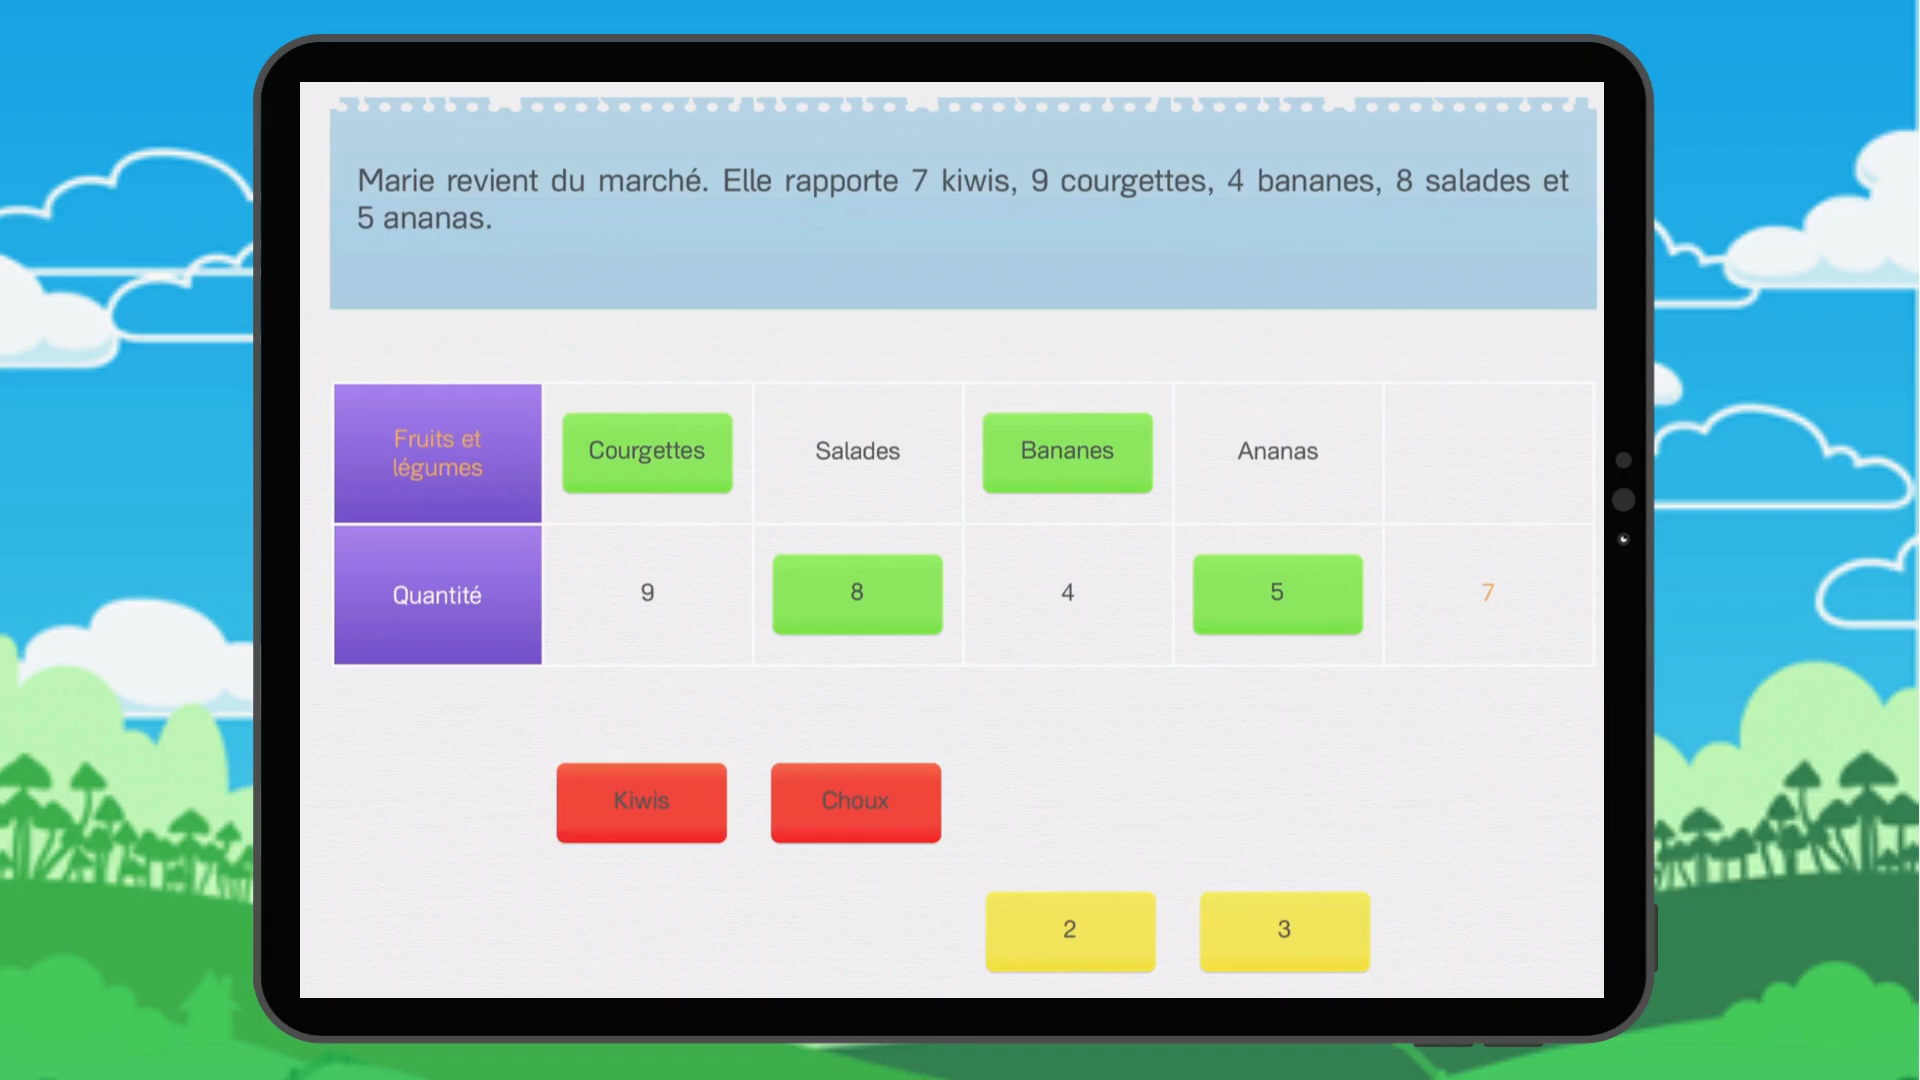 Marie revient du marché. Elle rapporte 7 kiwis, 9 courgettes, 4 bananes, 8 salades et
5 ananas.
Fruits et
légumes
Courgettes
Salades
Bananes
Ananas
Quantité
9
8
4
5
7
Kiwis
Choux
2
3